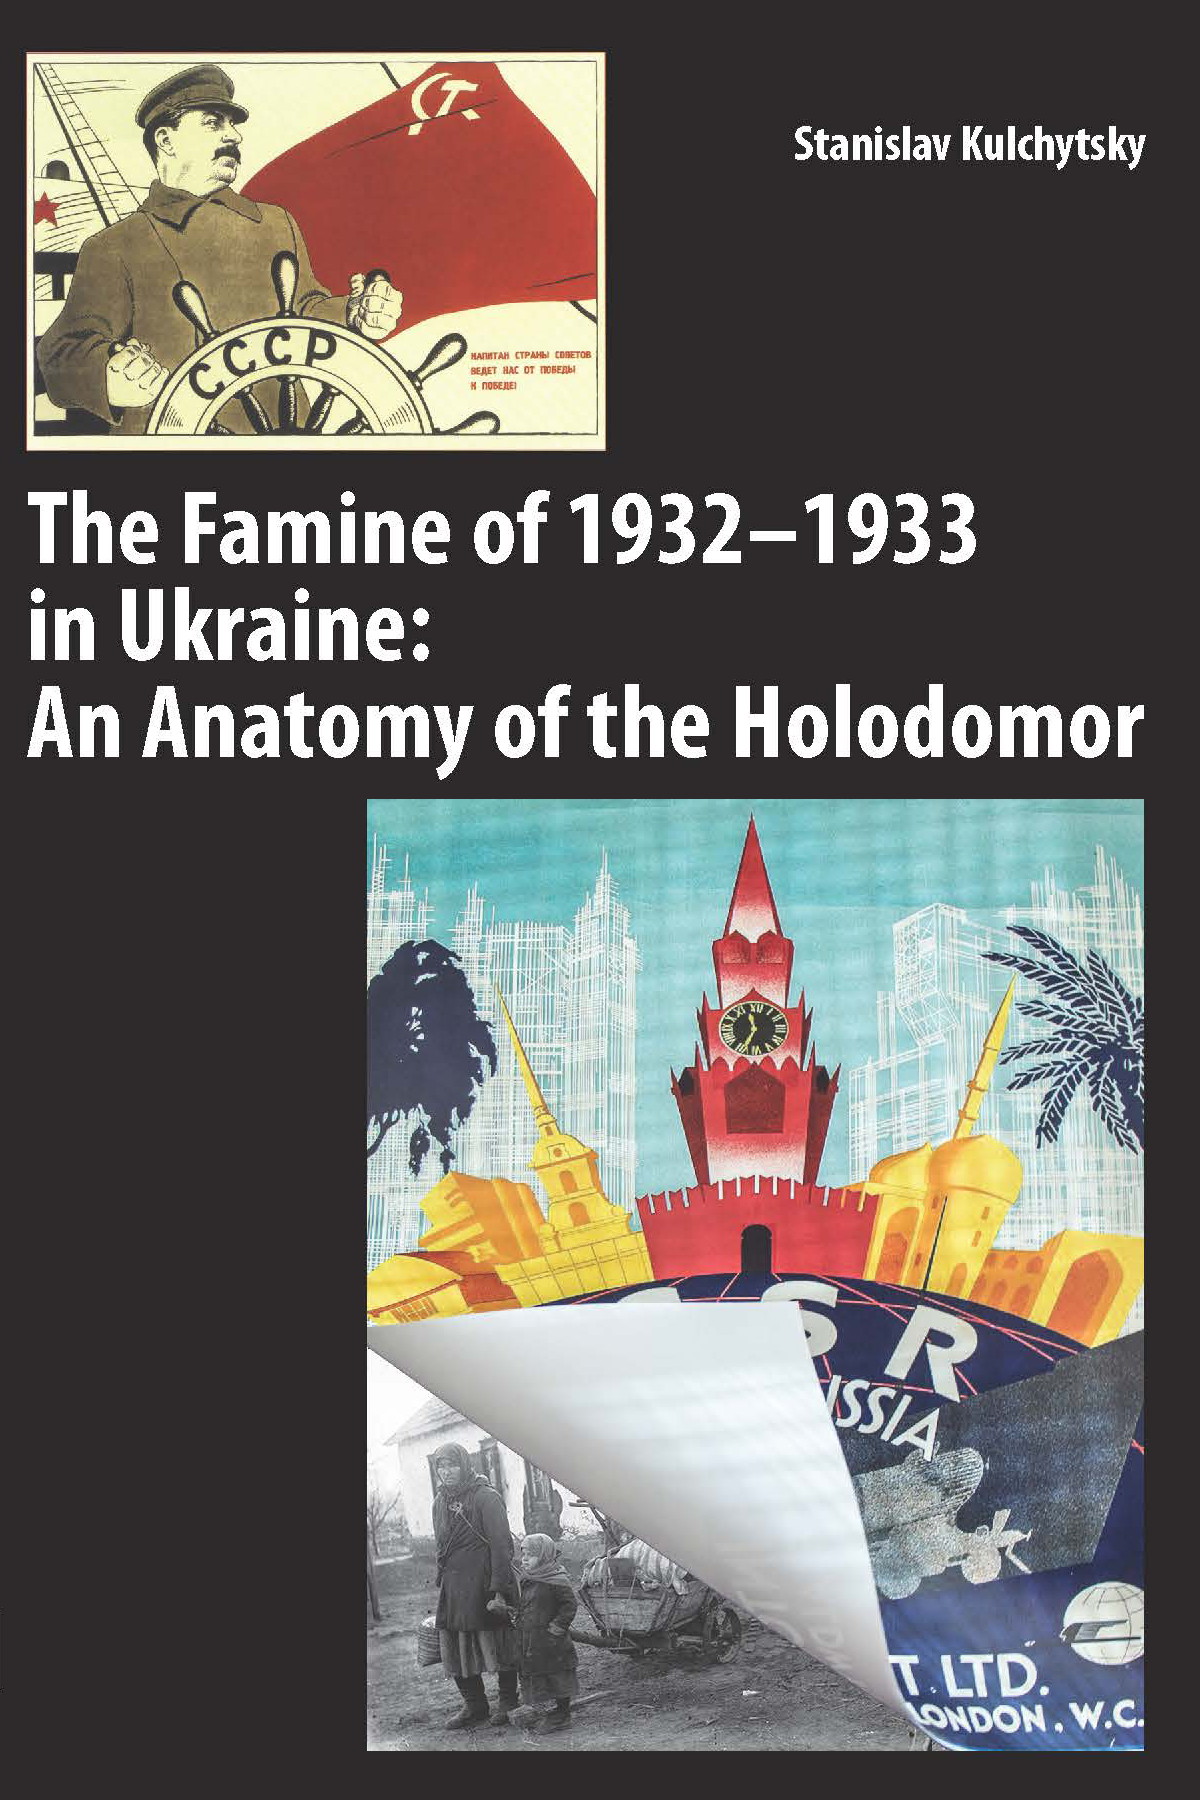 Stanislav Kulchytsky
СССР
КАПИТАН СТРАНЫ СОВЕТОВ
ВЕДЕТ НАС ОТ ПОБЕДЫ
К ПОБЕДЕ!
The Famine of 1932–1933
in Ukraine:
An Anatomy of the Holodomor
SR
T. LTD.
LONDON, W.C.